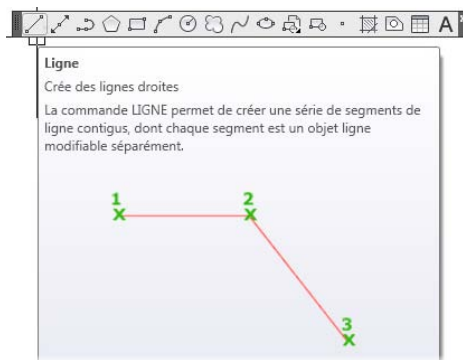 A
Ligne
Crée des lignes droites
La commande LIGNE permet de créer une série de segments de
ligne contigus, dont chaque segment est un objet ligne
modifiable séparément.
1
2
3